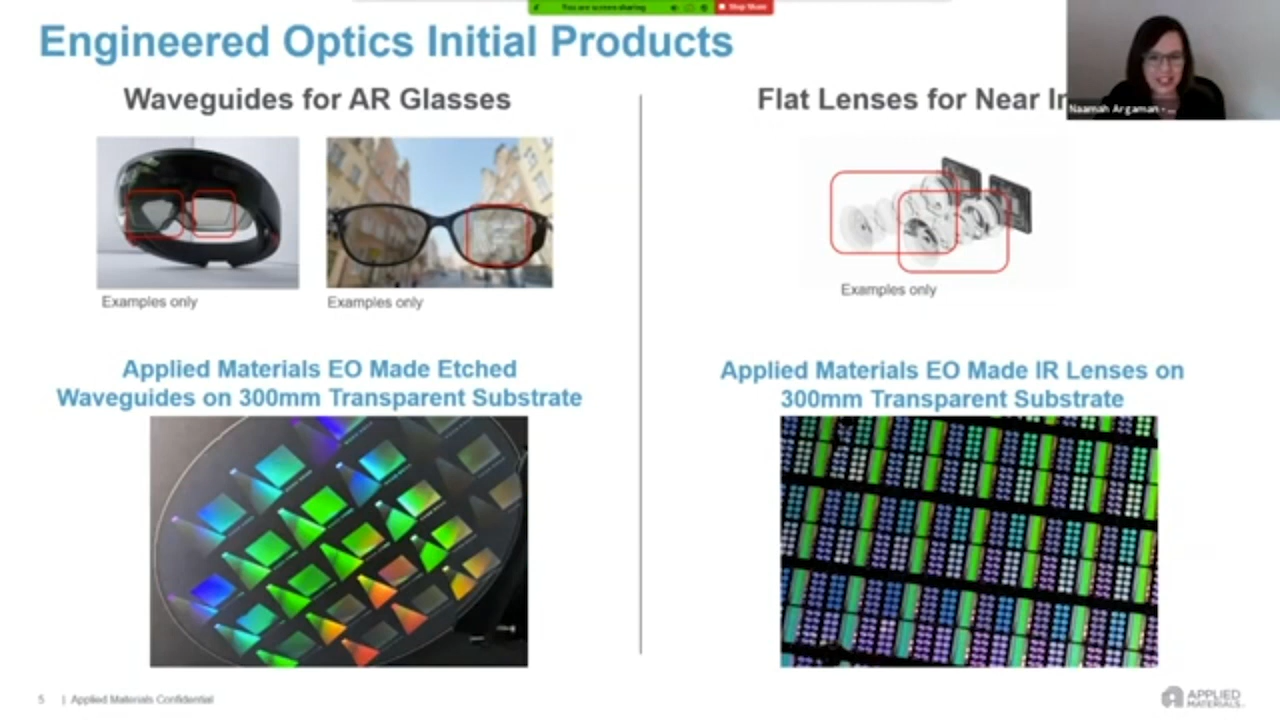 You are screen sharing
Stop Share
Engineered Optics Initial Products
Waveguides for AR Glasses
Flat Lenses for Near
Naamah Argaman - ...
Examples only
Examples only
Examples only
Applied Materials EO Made Etched
Waveguides on 300mm Transparent Substrate
Applied Materials EO Made IR Lenses on
300mm Transparent Substrate
5 | Applied Materials Confidential
APPLIED
MATERIALS